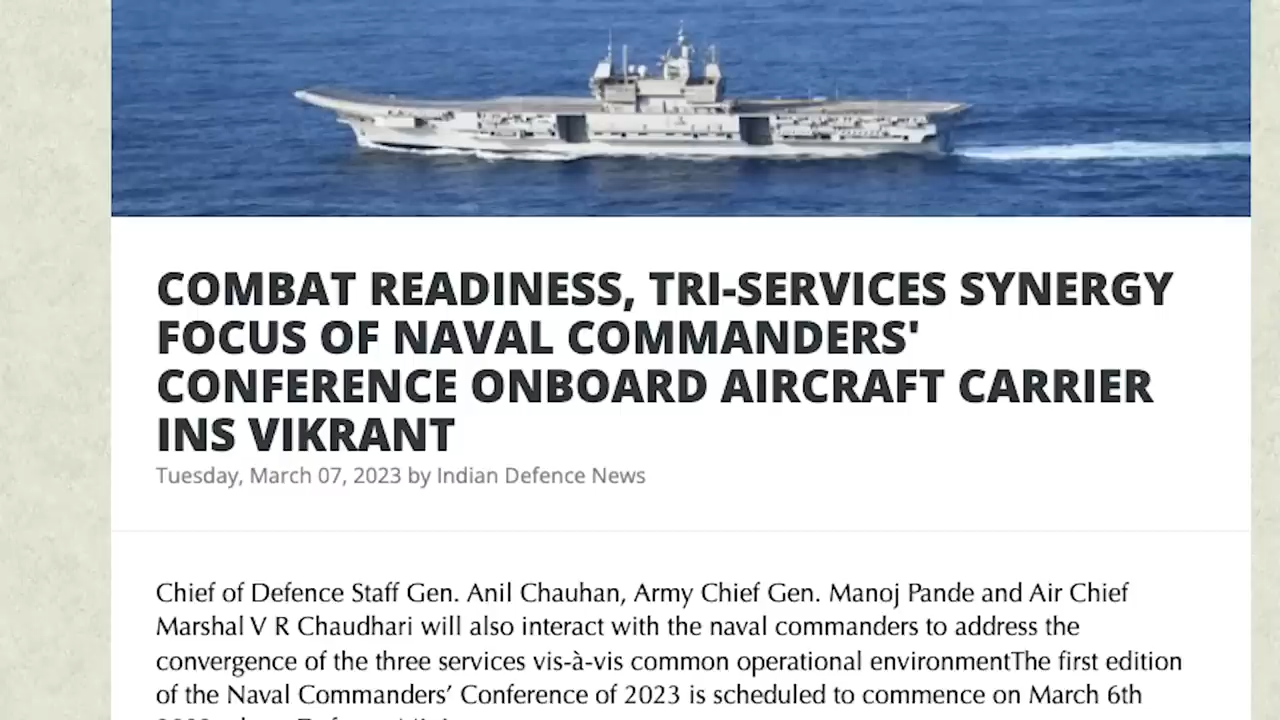 COMBAT READINESS, TRI-SERVICES SYNERGY
FOCUS OF NAVAL COMMANDERS'
CONFERENCE ONBOARD AIRCRAFT CARRIER
INS VIKRANT
Tuesday, March 07, 2023 by Indian Defence News
Chief of Defence Staff Gen. Anil Chauhan, Army Chief Gen. Manoj Pande and Air Chief
Marshal V R Chaudhari will also interact with the naval commanders to address the
convergence of the three services vis-à-vis common operational environmentThe first edition
of the Naval Commanders’ Conference of 2023 is scheduled to commence on March 6th